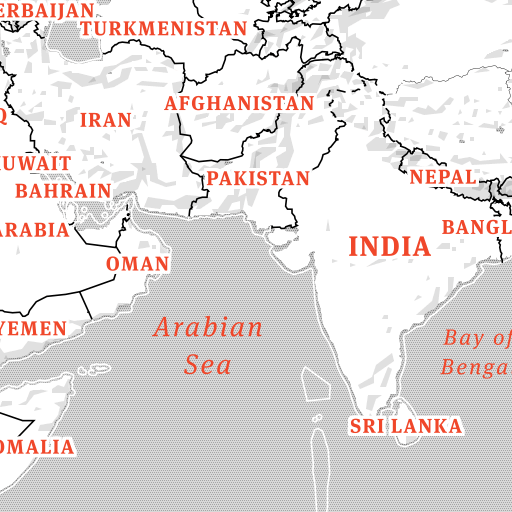 ERBAIJAN
TURKMENISTAN
AFGHANISTAN
Q
IRAN
KUWAIT
BAHRAIN
PAKISTAN
NEPAL
ARABIA
BANGL
INDIA
OMAN
YEMEN
Arabian
Sea
Bay of
Benga
SRI LANKA
OMALIA